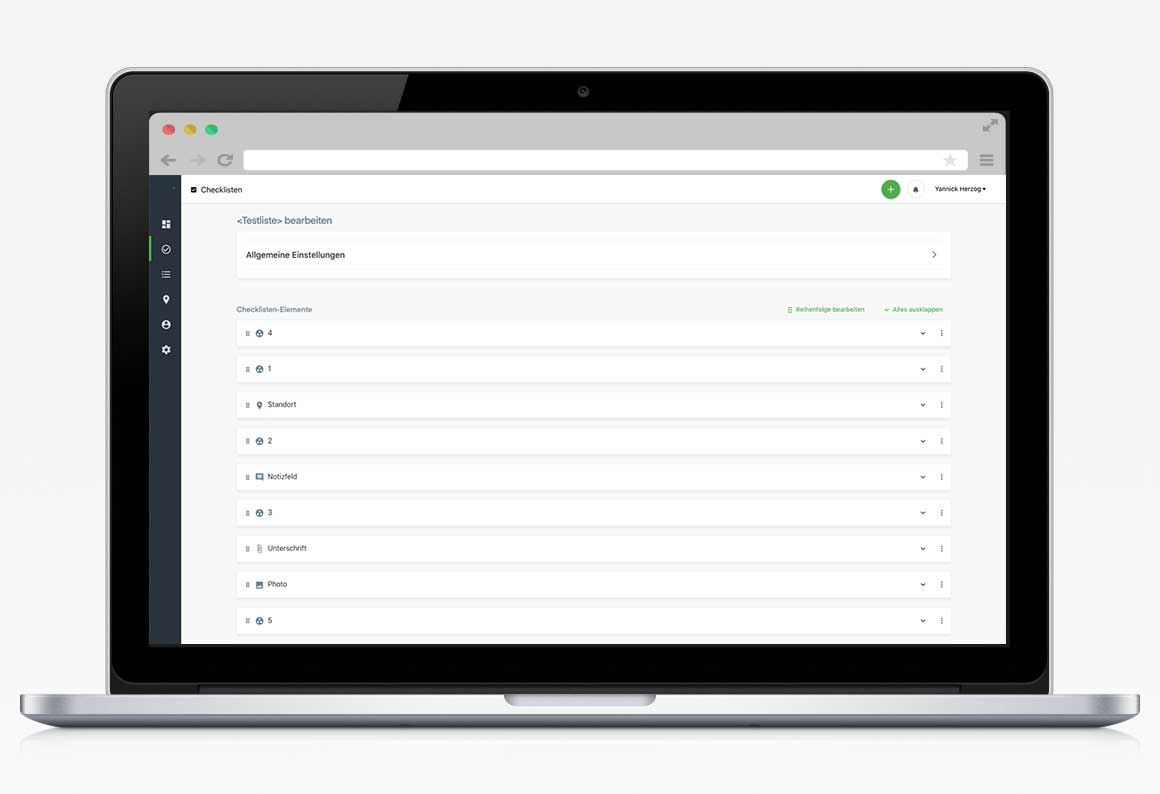 Checklisten
Yannick Herzog
<Testliste> bearbeiten
Allgemeine Einstellungen
Checklisten-Elemente
Reihenfolge bearbeiten
Alles ausklappen
4
1
Standort
2
Notizfeld
3
Unterschrift
Photo
5